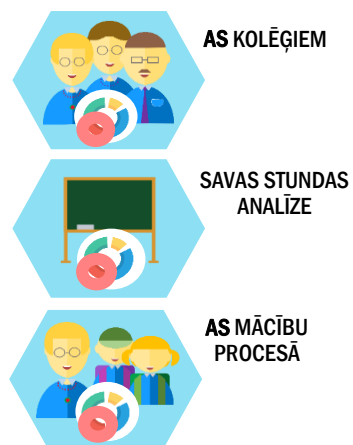 AS KOLĒĢIEM
SAVAS STUNDAS
ANALĪZE
AS MĀCĪBU
PROCESĀ